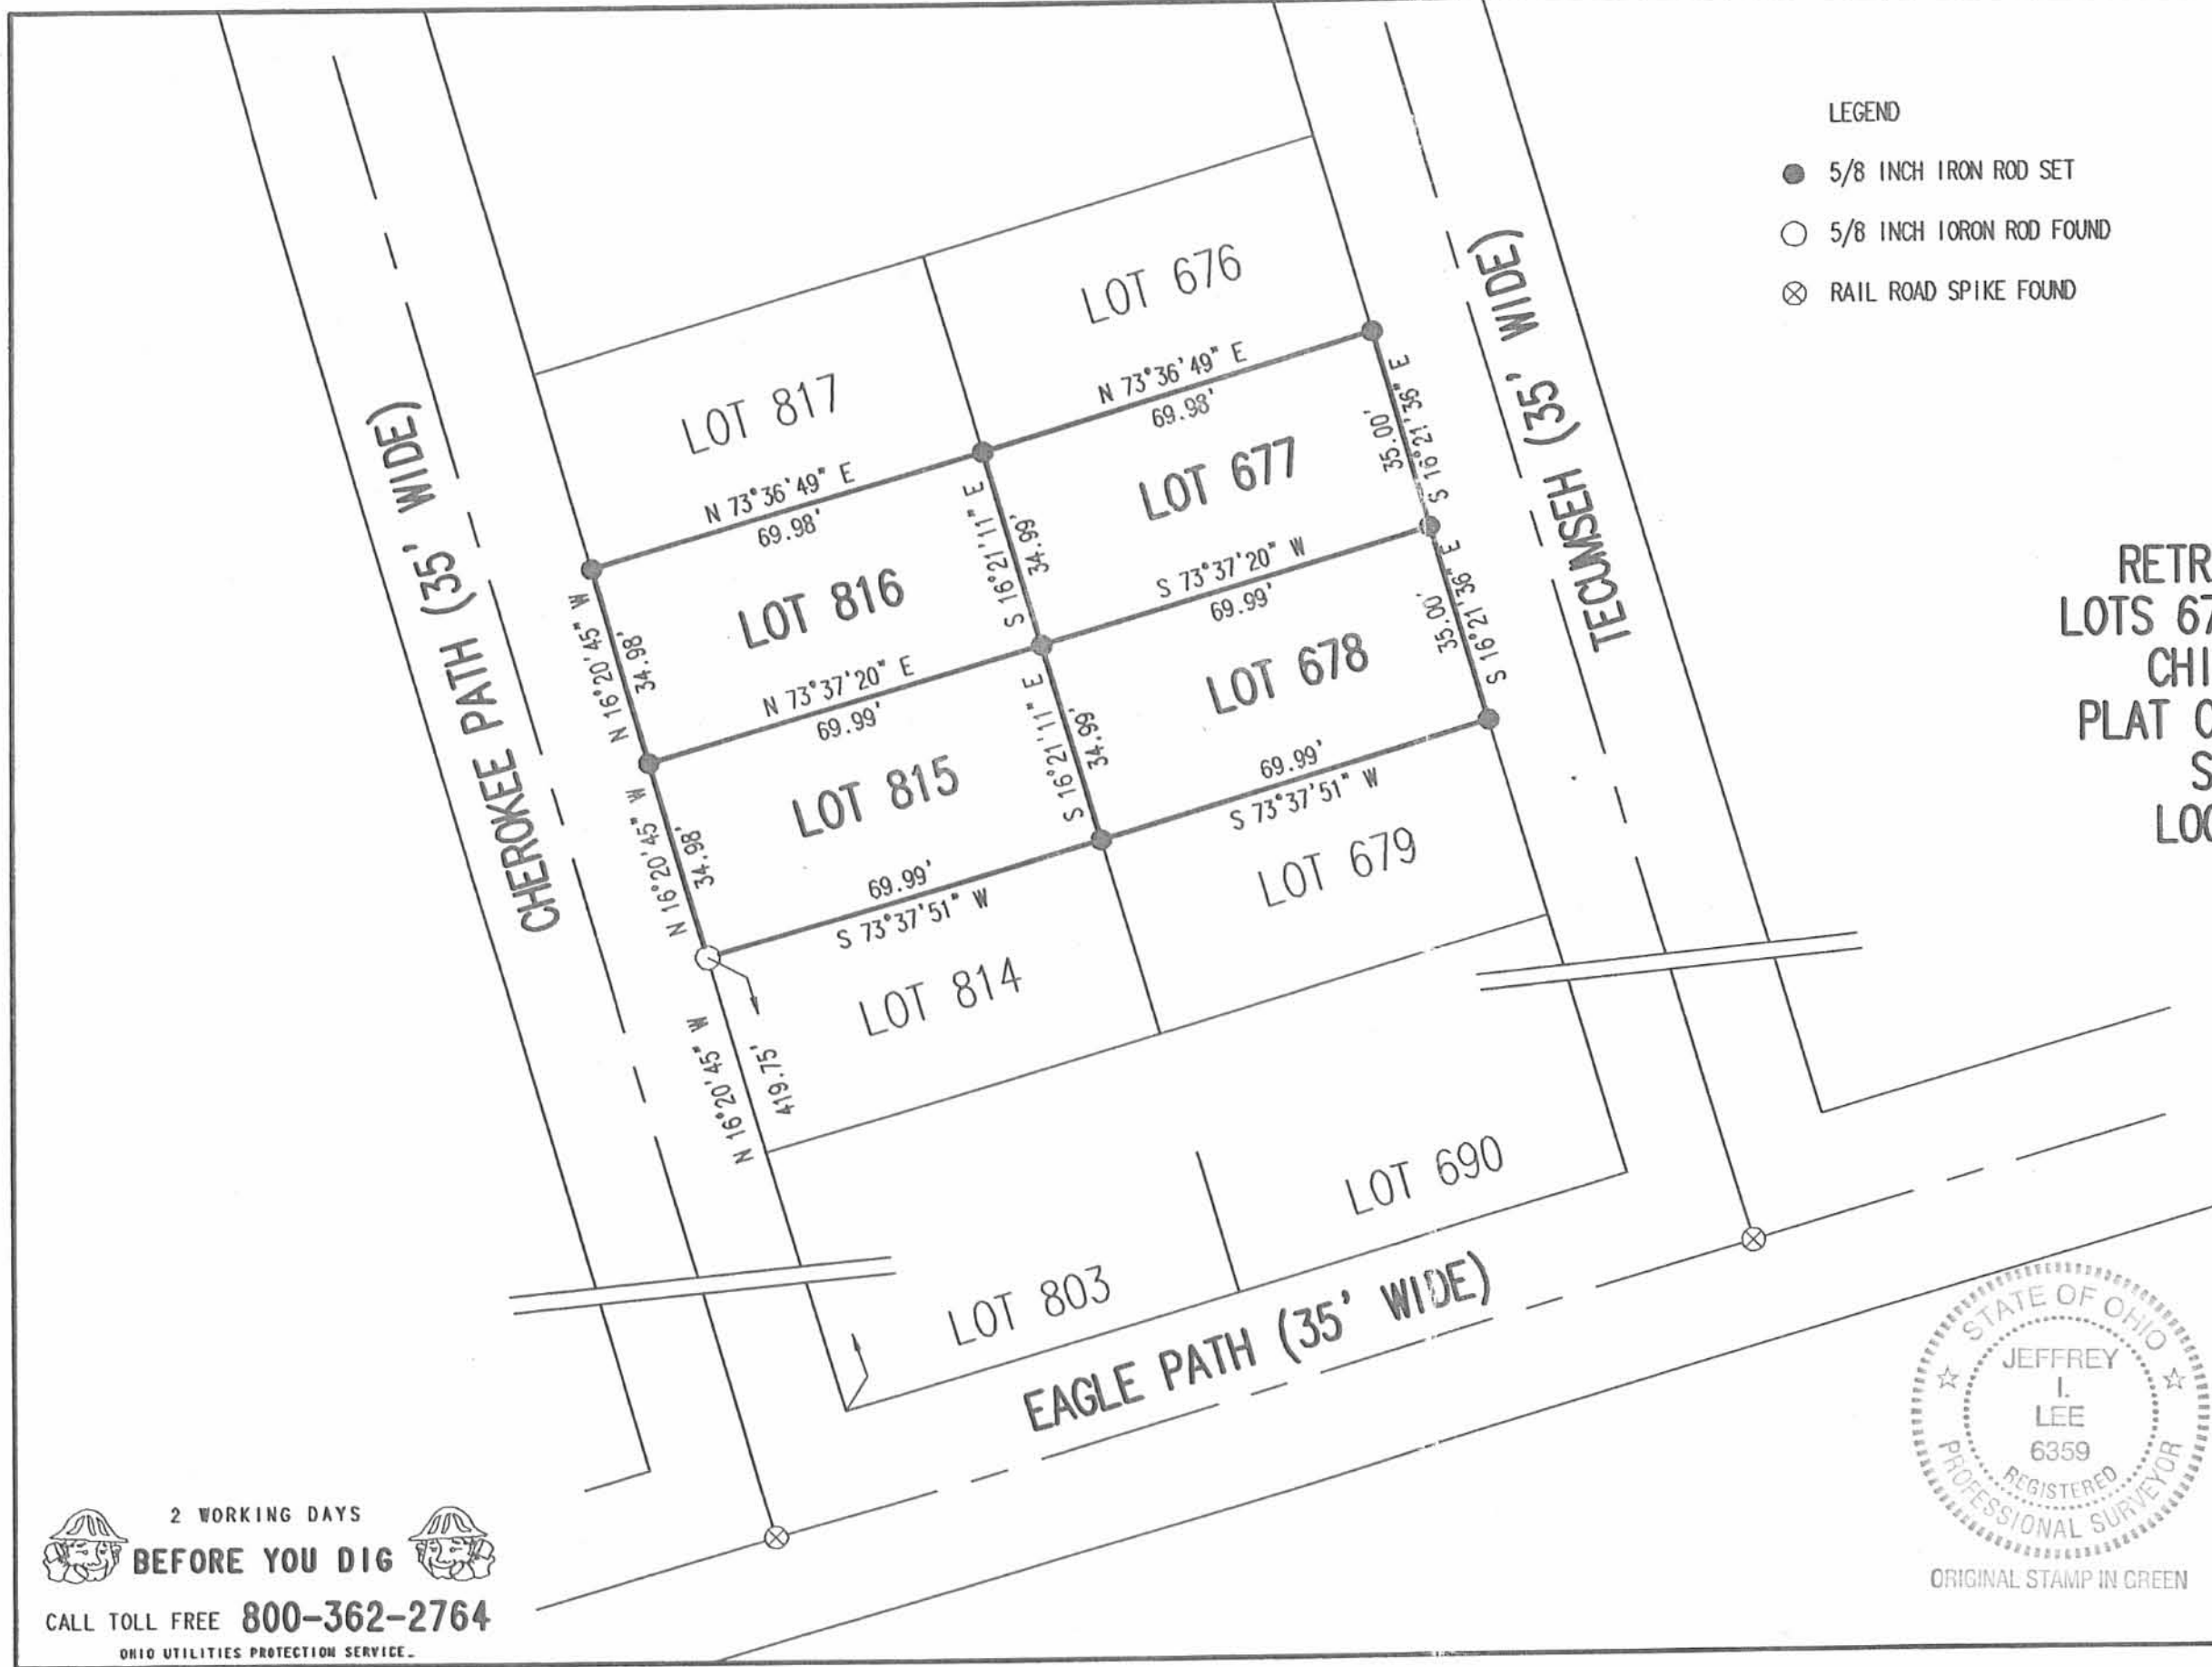 LEGEND
5/8 INCH IRON ROD SET
5/8 INCH IORON ROD FOUND
RAIL ROAD SPIKE FOUND
CHEROKEE PATH (35' WIDE)
TECUMSEH (35' WIDE)
LOT 676
LOT 817
N 73°36'49" E
69.98'
S 16°21'36" E
35.00'
LOT 677
N 73°36'49" E
69.98'
S 16°21'11" E
34.99'
LOT 816
N 16°20'45" W
34.98'
S 73°37'20" W
69.99'
S 16°21'36" E
35.00'
LOT 678
N 73°37'20" E
69.99'
S 16°21'11" E
34.99'
LOT 815
N 16°20'45" W
34.98'
69.99'
S 73°37'51" W
69.99'
S 73°37'51" W
LOT 679
LOT 814
N 16°20'45" W
419.75'
LOT 690
LOT 803
EAGLE PATH (35' WIDE)
RETR
LOTS 67
CHI
PLAT
S
LOC
STATE OF OHIO
JEFFREY
I.
LEE
6359
REGISTERED
PROFESSIONAL SURVEYOR
ORIGINAL STAMP IN GREEN
2 WORKING DAYS
BEFORE YOU DIG
CALL TOLL FREE 800-362-2764
OHIO UTILITIES PROTECTION SERVICE.